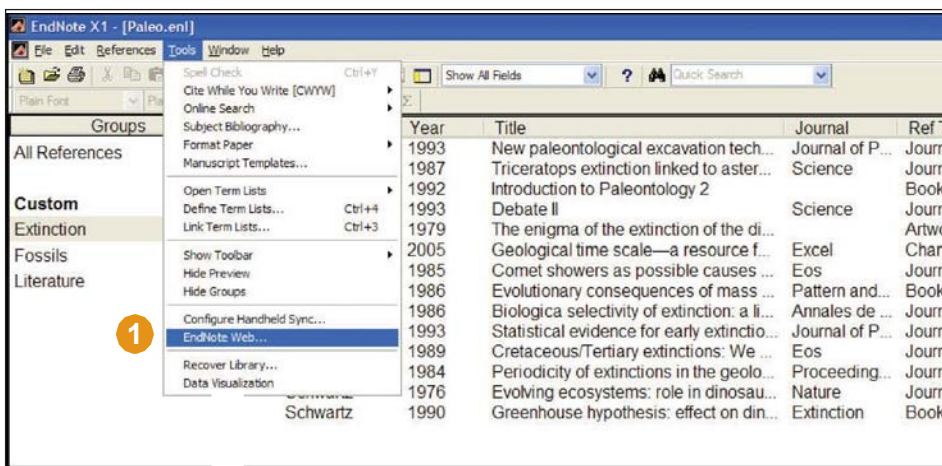 EndNote X1 - [Paleo.enl]
File Edit References Tools Window Help
Show All Fields ? Quick Search
Plain Font Pla Σ
Spell Check Ctrl+Y
Cite While You Write [CWYW]
Online Search
Subject Bibliography...
Format Paper
Manuscript Templates...
Open Term Lists
Define Term Lists... Ctrl+4
Link Term Lists... Ctrl+3
Show Toolbar
Hide Preview
Hide Groups
Configure Handheld Sync...
1 EndNote Web...
Recover Library...
Data Visualization
Groups
All References
Custom
Extinction
Fossils
Literature
Year Title Journal Ref
1993 New paleontological excavation tech... Journal of P... Journ
1987 Triceratops extinction linked to aster... Science Journ
1992 Introduction to Paleontology 2 Book
1993 Debate II Science Journ
1979 The enigma of the extinction of the di... Artwo
2005 Geological time scale—a resource f... Excel Char
1985 Comet showers as possible causes ... Eos Journ
1986 Evolutionary consequences of mass ... Pattern and... Book
1986 Biologica selectivity of extinction: a li... Annales de ... Journ
1993 Statistical evidence for early extinctio... Journal of P... Journ
1989 Cretaceous/Tertiary extinctions: We ... Eos Journ
1984 Periodicity of extinctions in the geolo... Proceeding... Journ
1976 Evolving ecosystems: role in dinosau... Nature Journ
Schwartz 1990 Greenhouse hypothesis: effect on din... Extinction Book